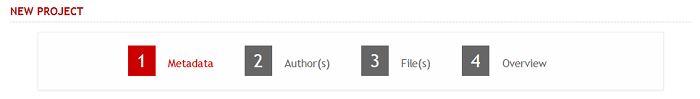 NEW PROJECT
1 Metadata 2 Author(s) 3 File(s) 4 Overview